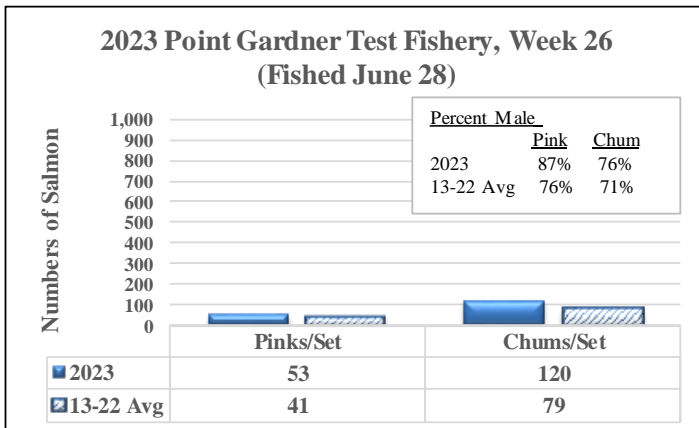 2023 Point Gardner Test Fishery, Week 26
(Fished June 28)
Numbers of Salmon
1,000
900
800
700
600
500
400
300
200
100
0
Percent Male
Pink Chum
2023 87% 76%
13-22 Avg 76% 71%
Pinks/Set Chums/Set
2023 53 120
13-22 Avg 41 79